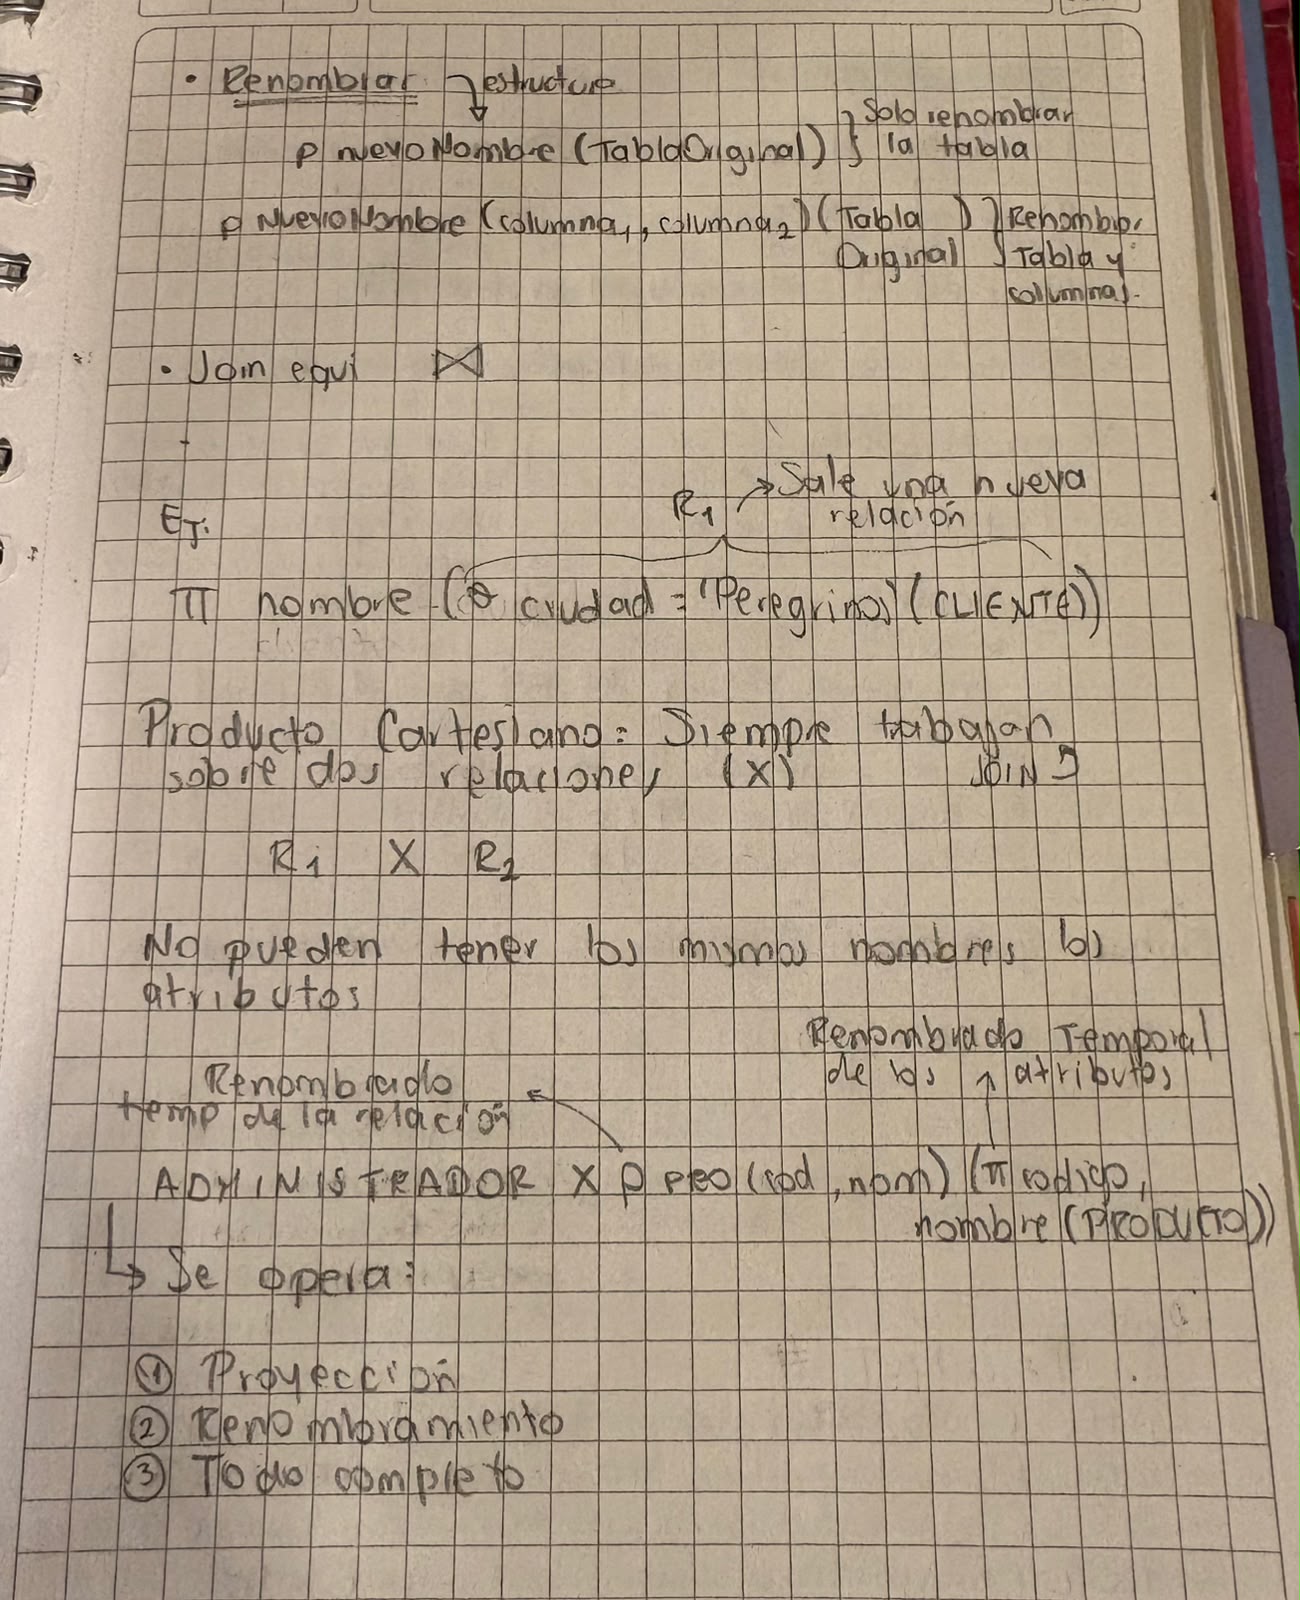 • Renombrar estructura
ρ nuevoNombre (TablaOriginal) } Solo renombrar
la tabla
ρ NuevoNombre (columna1, columna2) (Tabla ) } Renombrar
Original Tabla y
columnas.
• Join equi ⋈
R1 → Sale una nueva
relación
Ej:
π nombre (σ ciudad = 'Peregrinos) (CLIENTE))
Producto Cartesiano: Siempre trabajan
sobre dos relaciones (X) JOIN
R1 X R2
No pueden tener los mismos nombres los
atributos
Renombrado Temporal
de los atributos
Renombrado
temp de la relación
ADMINISTRADOR X ρ PRO (cod, nom) (π codigo,
nombre (PRODUCTO))
↳ Se opera:
① Proyección
② Renombramiento
③ Todo completo